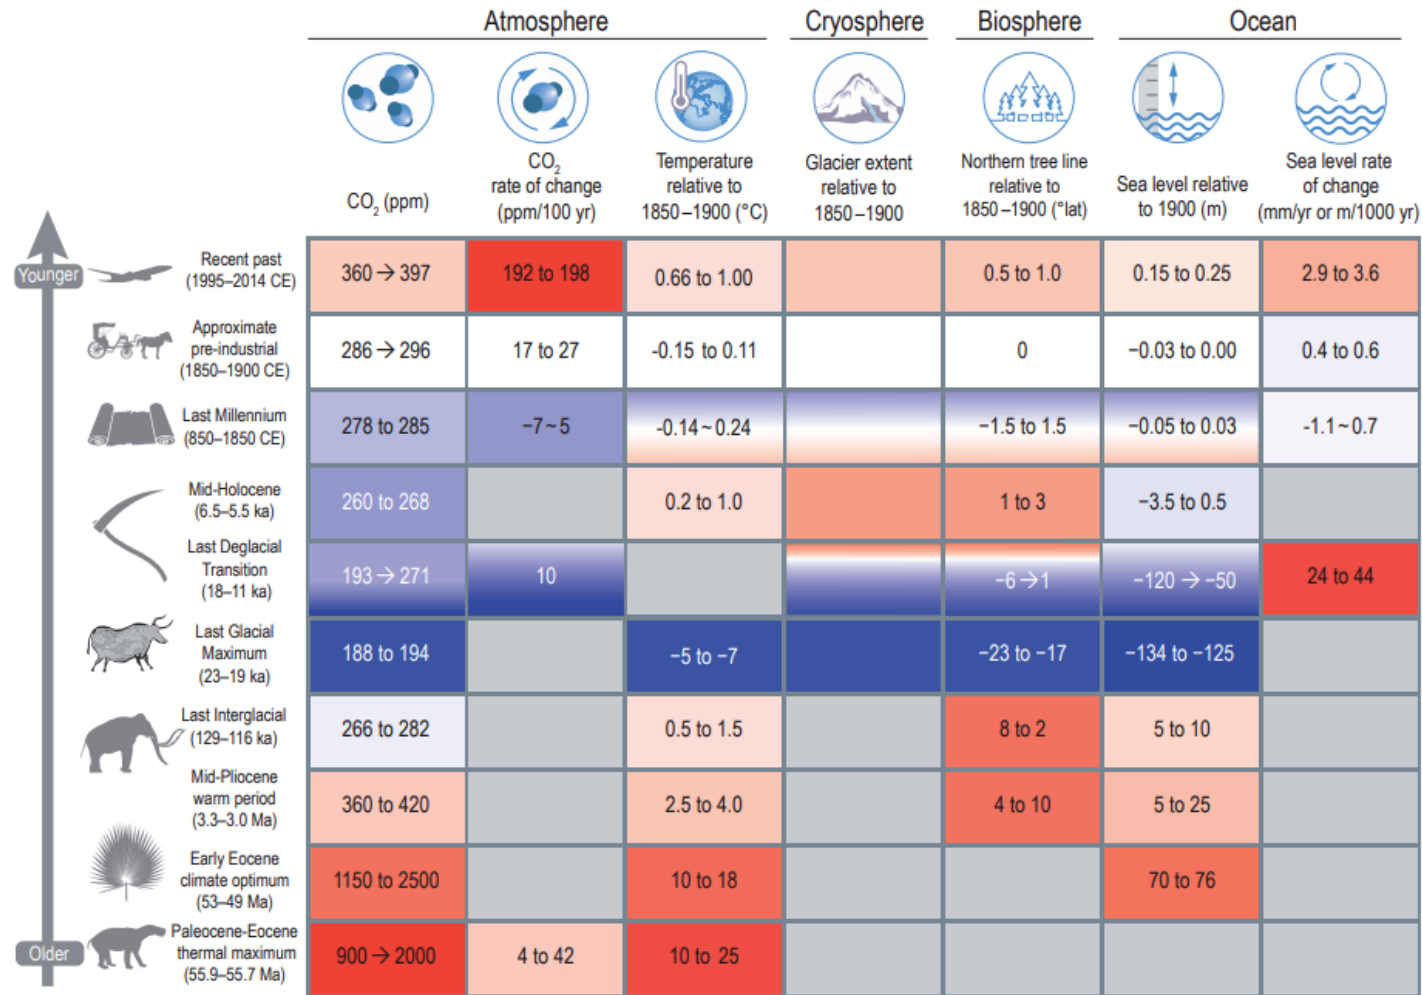 Atmosphere
Cryosphere
Biosphere
Ocean
CO₂ (ppm)
CO₂
rate of change
(ppm/100 yr)
Temperature
relative to
1850–1900 (°C)
Glacier extent
relative to
1850–1900
Northern tree line
relative to
1850–1900 (°lat)
Sea level relative
to 1900 (m)
Sea level rate
of change
(mm/yr or m/1000 yr)
Younger
Recent past
(1995–2014 CE)
360 → 397
192 to 198
0.66 to 1.00
0.5 to 1.0
0.15 to 0.25
2.9 to 3.6
Approximate
pre-industrial
(1850–1900 CE)
286 → 296
17 to 27
-0.15 to 0.11
0
−0.03 to 0.00
0.4 to 0.6
Last Millennium
(850–1850 CE)
278 to 285
−7 ~ 5
-0.14 ~ 0.24
−1.5 to 1.5
−0.05 to 0.03
-1.1 ~ 0.7
Mid-Holocene
(6.5–5.5 ka)
260 to 268
0.2 to 1.0
1 to 3
−3.5 to 0.5
Last Deglacial
Transition
(18–11 ka)
193 → 271
10
−6 → 1
−120 → −50
24 to 44
Last Glacial
Maximum
(23–19 ka)
188 to 194
−5 to −7
−23 to −17
−134 to −125
Last Interglacial
(129–116 ka)
266 to 282
0.5 to 1.5
8 to 2
5 to 10
Mid-Pliocene
warm period
(3.3–3.0 Ma)
360 to 420
2.5 to 4.0
4 to 10
5 to 25
Early Eocene
climate optimum
(53–49 Ma)
1150 to 2500
10 to 18
70 to 76
Older
Paleocene-Eocene
thermal maximum
(55.9–55.7 Ma)
900 → 2000
4 to 42
10 to 25